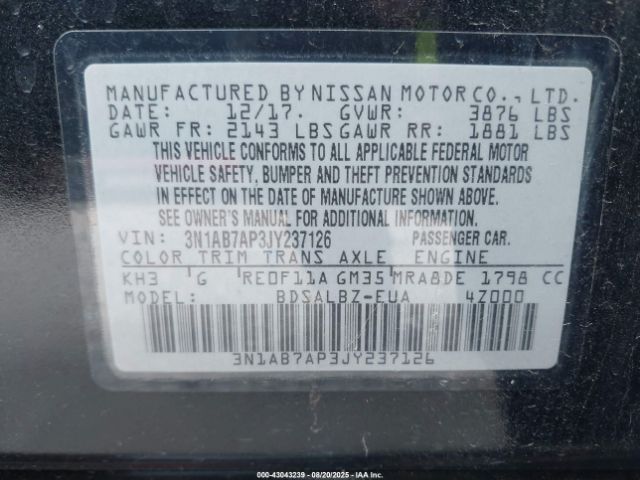 MANUFACTURED BY NISSAN MOTOR CO., LTD.
DATE: 12/17. GVWR: 3876 LBS
GAWR FR: 2143 LBS GAWR RR: 1881 LBS
THIS VEHICLE CONFORMS TO ALL APPLICABLE FEDERAL MOTOR
VEHICLE SAFETY, BUMPER AND THEFT PREVENTION STANDARDS
IN EFFECT ON THE DATE OF MANUFACTURE SHOWN ABOVE.
SEE OWNER'S MANUAL FOR ADDITIONAL INFORMATION.
VIN: 3N1AB7AP3JY237126 PASSENGER CAR.
COLOR TRIM TRANS AXLE ENGINE
KH3 G RE0F11A GM35 MRA8DE 1798 CC
MODEL: BDSALBZ-EUA 4Z000
3N1AB7AP3JY237126
000-43043239 - 08/20/2025 - IAA Inc.